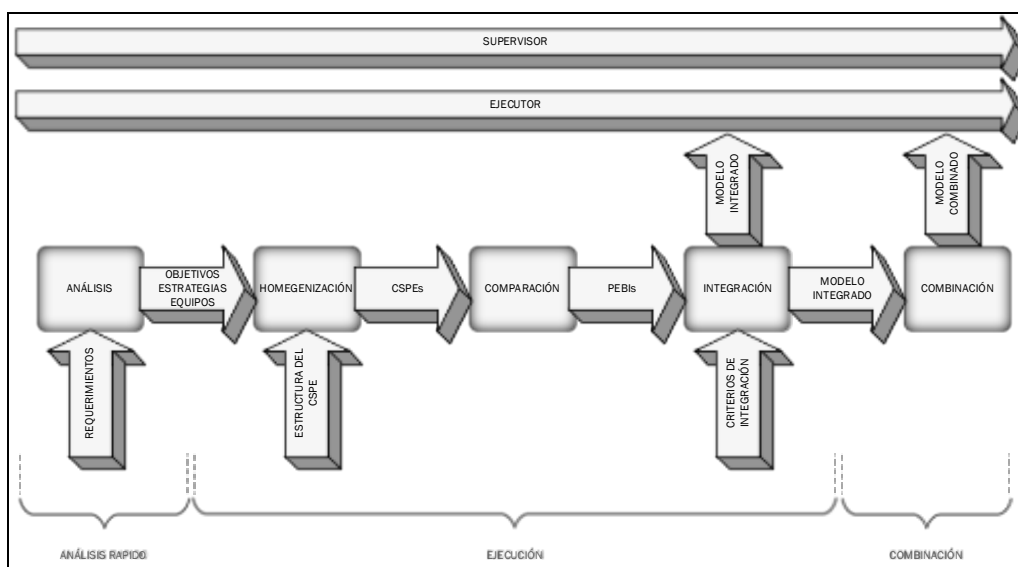 SUPERVISOR
EJECUTOR
MODELO
INTEGRADO
MODELO
COMBINADO
ANÁLISIS
OBJETIVOS
ESTRATEGIAS
EQUIPOS
HOMEGENIZACIÓN
CSPEs
COMPARACIÓN
PEBIs
INTEGRACIÓN
MODELO
INTEGRADO
COMBINACIÓN
REQUERIMIENTOS
ESTRUCTURA DEL
CSPE
CRITERIOS DE
INTEGRACIÓN
ANÁLISIS RAPIDO
EJECUCIÓN
COMBINACIÓN